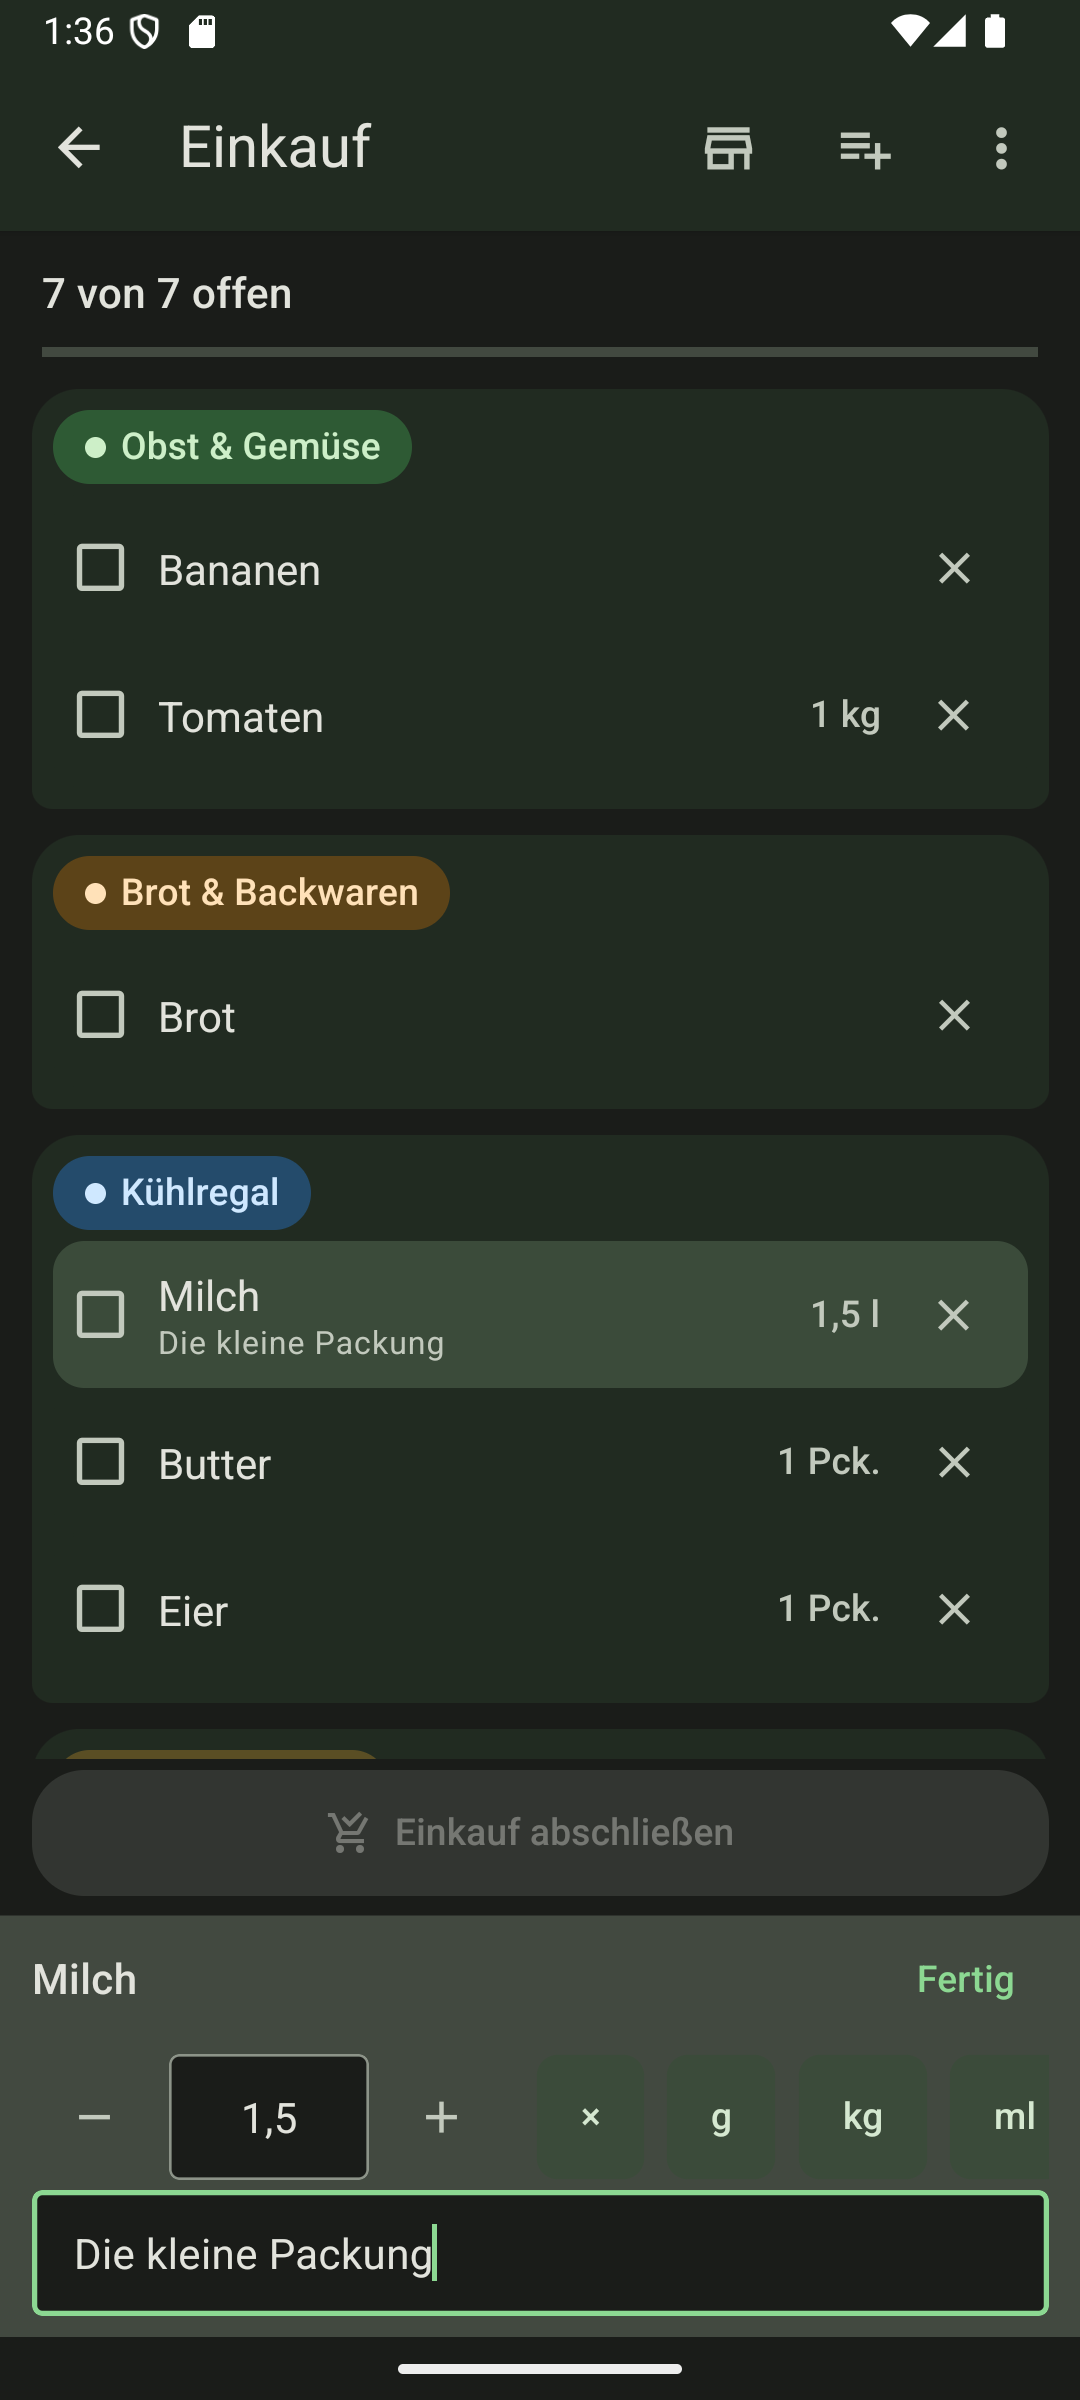 1:36
Einkauf
7 von 7 offen
Obst & Gemüse
Bananen
Tomaten 1 kg
Brot & Backwaren
Brot
Kühlregal
Milch 1,5 l
Die kleine Packung
Butter 1 Pck.
Eier 1 Pck.
Einkauf abschließen
Milch Fertig
− 1,5 + × g kg ml
Die kleine Packung